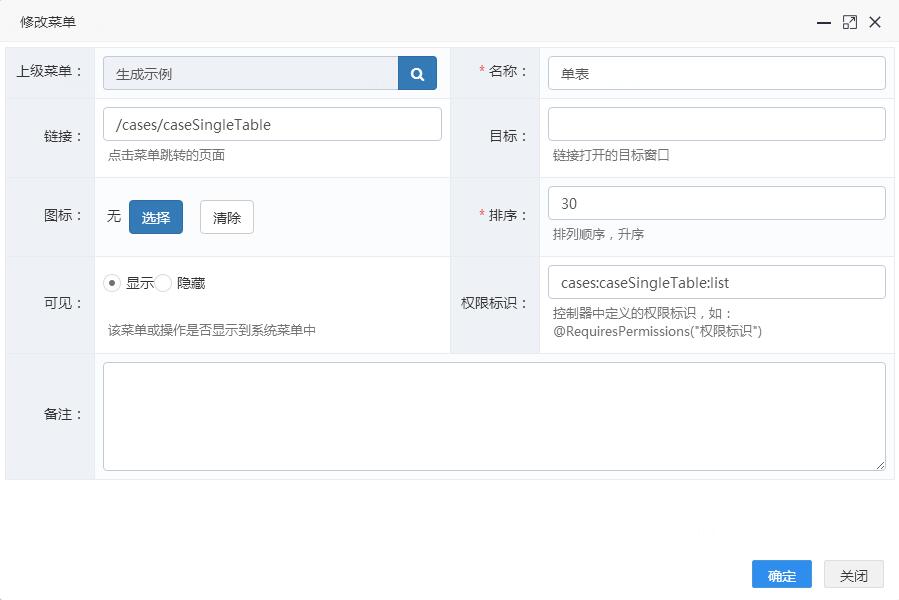 修改菜单
上级菜单：
生成示例
* 名称：
单表
链接：
/cases/caseSingleTable
点击菜单跳转的页面
目标：
链接打开的目标窗口
图标：
无 选择 清除
* 排序：
30
排列顺序，升序
可见：
显示 隐藏
该菜单或操作是否显示到系统菜单中
权限标识：
cases:caseSingleTable:list
控制器中定义的权限标识，如：
@RequiresPermissions("权限标识")
备注：
确定 关闭